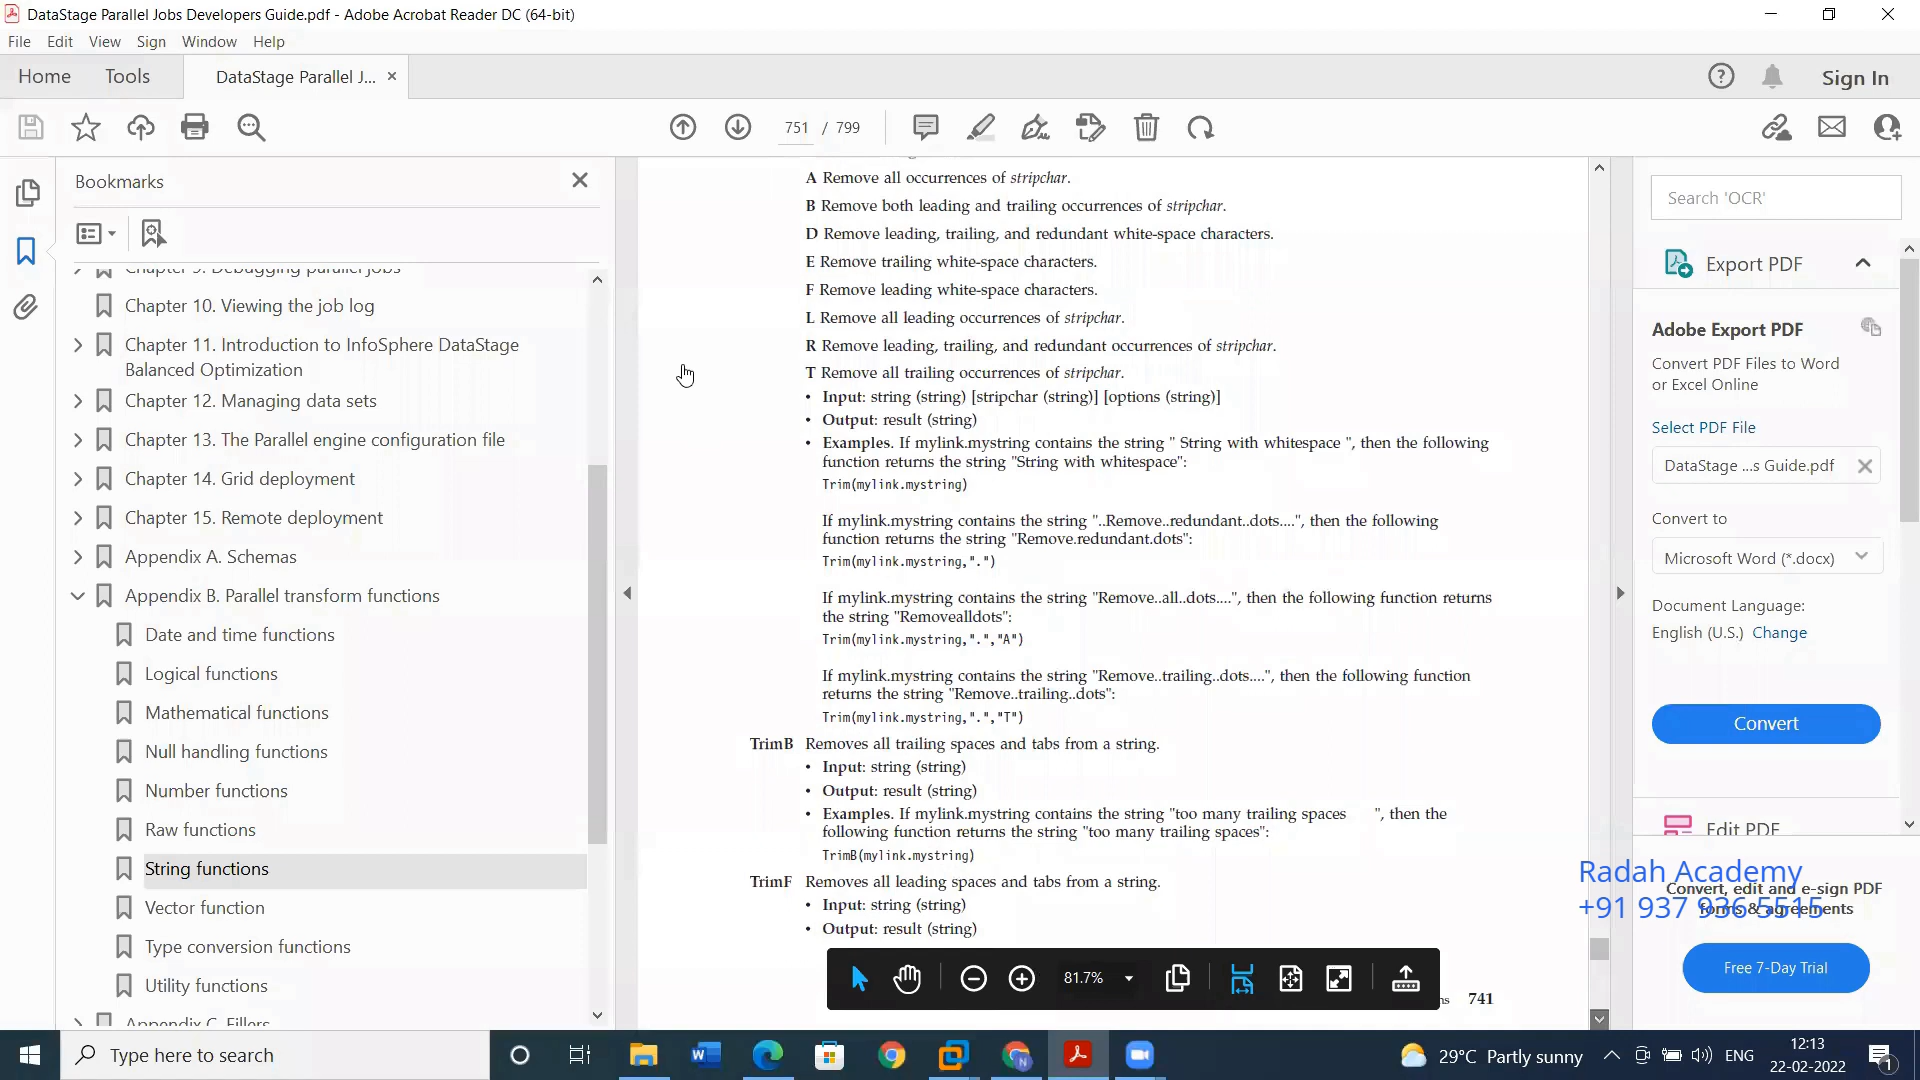 DataStage Parallel Jobs Developers Guide.pdf - Adobe Acrobat Reader DC (64-bit)
File Edit View Sign Window Help
Home Tools DataStage Parallel J... ×
Sign In
751 / 799
Bookmarks
Chapter 9. Debugging parallel jobs
Chapter 10. Viewing the job log
Chapter 11. Introduction to InfoSphere DataStage
Balanced Optimization
Chapter 12. Managing data sets
Chapter 13. The Parallel engine configuration file
Chapter 14. Grid deployment
Chapter 15. Remote deployment
Appendix A. Schemas
Appendix B. Parallel transform functions
Date and time functions
Logical functions
Mathematical functions
Null handling functions
Number functions
Raw functions
String functions
Vector function
Type conversion functions
Utility functions
Appendix C. Fillers
A Remove all occurrences of stripchar.
B Remove both leading and trailing occurrences of stripchar.
D Remove leading, trailing, and redundant white-space characters.
E Remove trailing white-space characters.
F Remove leading white-space characters.
L Remove all leading occurrences of stripchar.
R Remove leading, trailing, and redundant occurrences of stripchar.
T Remove all trailing occurrences of stripchar.
• Input: string (string) [stripchar (string)] [options (string)]
• Output: result (string)
• Examples. If mylink.mystring contains the string " String with whitespace ", then the following
function returns the string "String with whitespace":
Trim(mylink.mystring)
If mylink.mystring contains the string "..Remove..redundant..dots....", then the following
function returns the string "Remove.redundant.dots":
Trim(mylink.mystring,".")
If mylink.mystring contains the string "Remove..all..dots....", then the following function returns
the string "Removealldots":
Trim(mylink.mystring,".","A")
If mylink.mystring contains the string "Remove..trailing..dots....", then the following function
returns the string "Remove..trailing..dots":
Trim(mylink.mystring,".","T")
TrimB Removes all trailing spaces and tabs from a string.
• Input: string (string)
• Output: result (string)
• Examples. If mylink.mystring contains the string "too many trailing spaces     ", then the
following function returns the string "too many trailing spaces":
TrimB(mylink.mystring)
TrimF Removes all leading spaces and tabs from a string.
• Input: string (string)
• Output: result (string)
81.7%
ns 741
Search 'OCR'
Export PDF
Adobe Export PDF
Convert PDF Files to Word
or Excel Online
Select PDF File
DataStage ...s Guide.pdf
Convert to
Microsoft Word (*.docx)
Document Language:
English (U.S.) Change
Convert
Edit PDF
Radah Academy
+91 937 936 5515
Convert, edit and e-sign PDF
forms & agreements
Free 7-Day Trial
Type here to search
29°C Partly sunny
ENG
12:13
22-02-2022
1